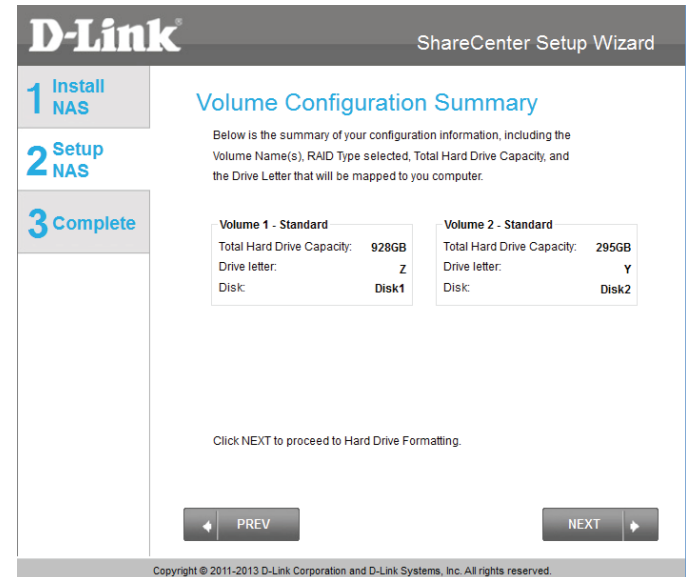 D-Link®
ShareCenter Setup Wizard
1 Install
NAS
2 Setup
NAS
3 Complete
Volume Configuration Summary
Below is the summary of your configuration information, including the
Volume Name(s), RAID Type selected, Total Hard Drive Capacity, and
the Drive Letter that will be mapped to you computer.
Volume 1 - Standard
Total Hard Drive Capacity: 928GB
Drive letter: Z
Disk: Disk1
Volume 2 - Standard
Total Hard Drive Capacity: 295GB
Drive letter: Y
Disk: Disk2
Click NEXT to proceed to Hard Drive Formatting.
PREV
NEXT
Copyright © 2011-2013 D-Link Corporation and D-Link Systems, Inc. All rights reserved.